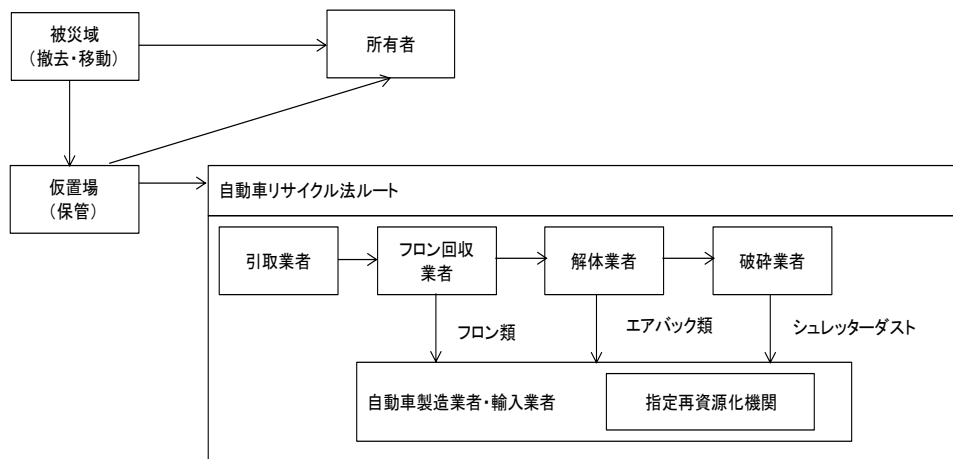 被災域
（撤去・移動）
所有者
仮置場
（保管）
自動車リサイクル法ルート
引取業者
フロン回収
業者
解体業者
破砕業者
フロン類
エアバック類
シュレッターダスト
自動車製造業者・輸入業者
指定再資源化機関